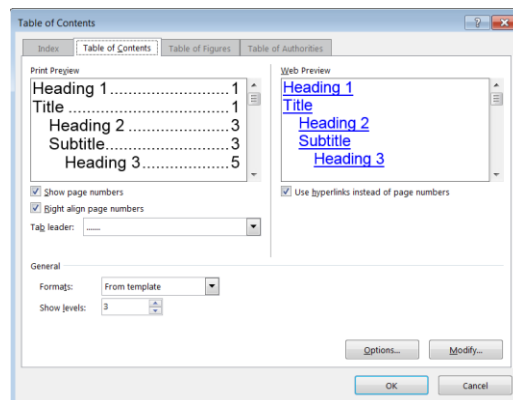 Table of Contents
Index Table of Contents Table of Figures Table of Authorities
Print Preview
Heading 1....................................1
Title ............................................1
Heading 2 ................................3
Subtitle.....................................3
Heading 3..............................5
Show page numbers
Right align page numbers
Tab leader: .......
Web Preview
Heading 1
Title
Heading 2
Subtitle
Heading 3
Use hyperlinks instead of page numbers
General
Formats: From template
Show levels: 3
Options... Modify...
OK Cancel